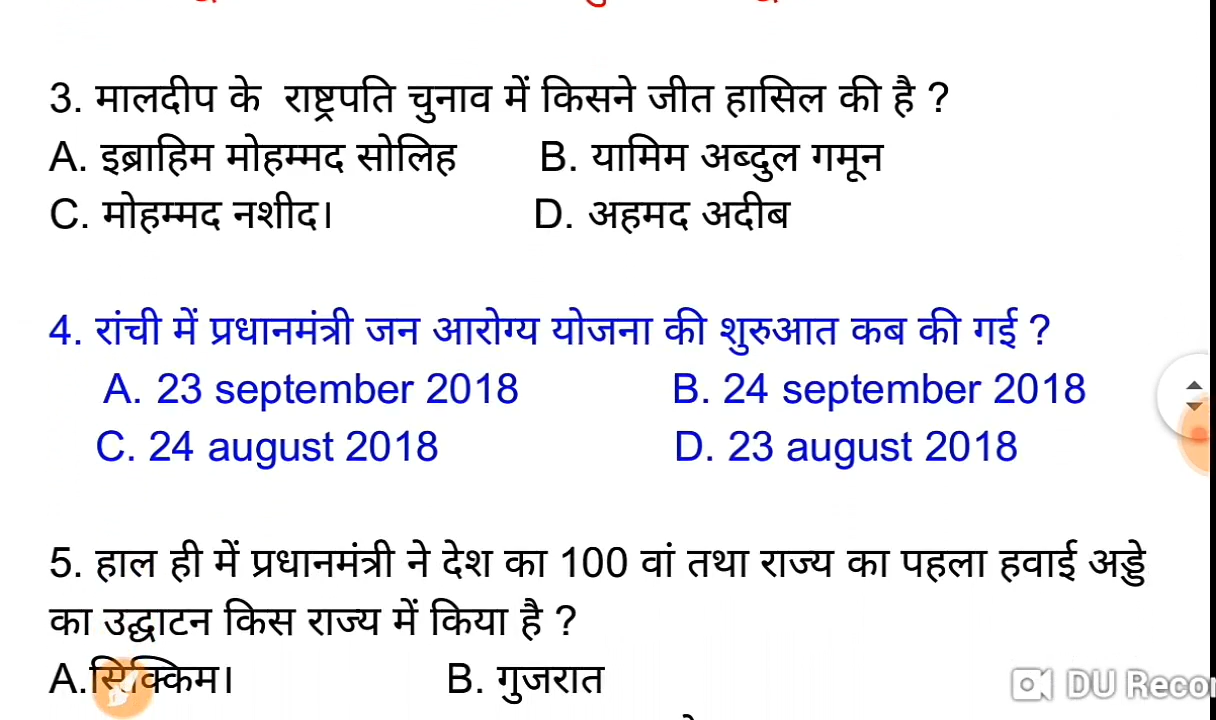 3. मालदीप के राष्ट्रपति चुनाव में किसने जीत हासिल की है ?
A. इब्राहिम मोहम्मद सोलिह B. यामिम अब्दुल गमून
C. मोहम्मद नशीद। D. अहमद अदीब
4. रांची में प्रधानमंत्री जन आरोग्य योजना की शुरुआत कब की गई ?
A. 23 september 2018 B. 24 september 2018
C. 24 august 2018 D. 23 august 2018
5. हाल ही में प्रधानमंत्री ने देश का 100 वां तथा राज्य का पहला हवाई अड्डे
का उद्घाटन किस राज्य में किया है ?
A.सिक्किम। B. गुजरात
DU Recor